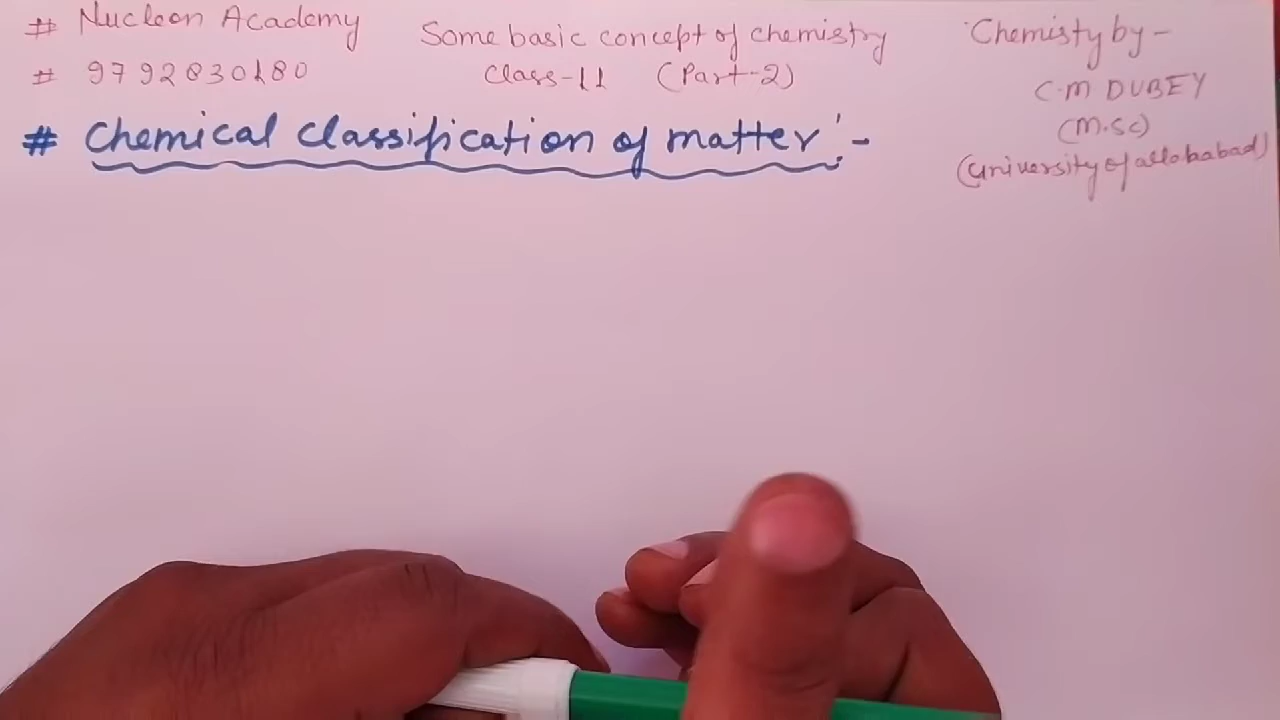 # Nucleon Academy
# 9792830180
Some basic concept of chemistry
Class-11 (Part-2)
Chemisty by-
C.M DUBEY
(M.Sc)
(University of allahabad)
# Chemical classification of matter:-